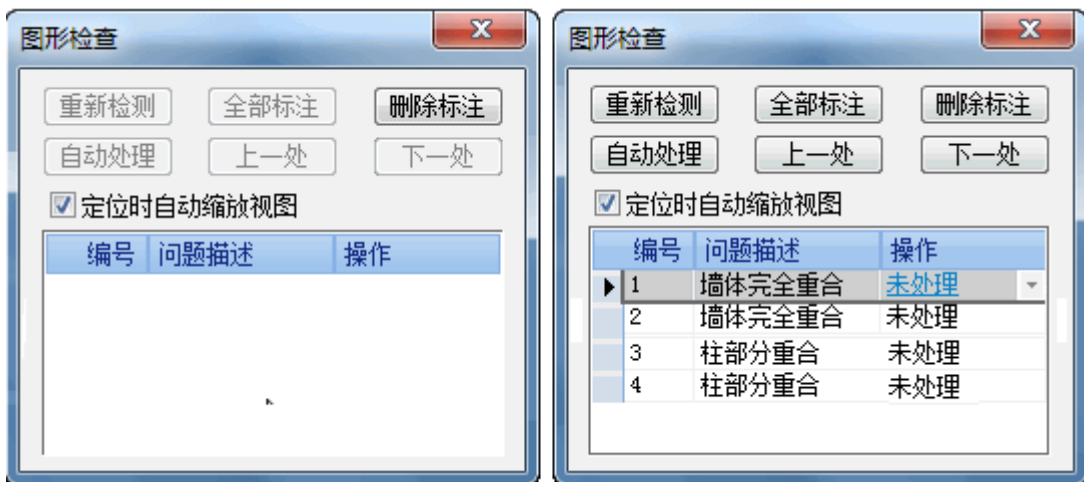 图形检查
重新检测 全部标注 删除标注
自动处理 上一处 下一处
定位时自动缩放视图
编号 问题描述 操作
图形检查
重新检测 全部标注 删除标注
自动处理 上一处 下一处
定位时自动缩放视图
编号 问题描述 操作
1 墙体完全重合 未处理
2 墙体完全重合 未处理
3 柱部分重合 未处理
4 柱部分重合 未处理